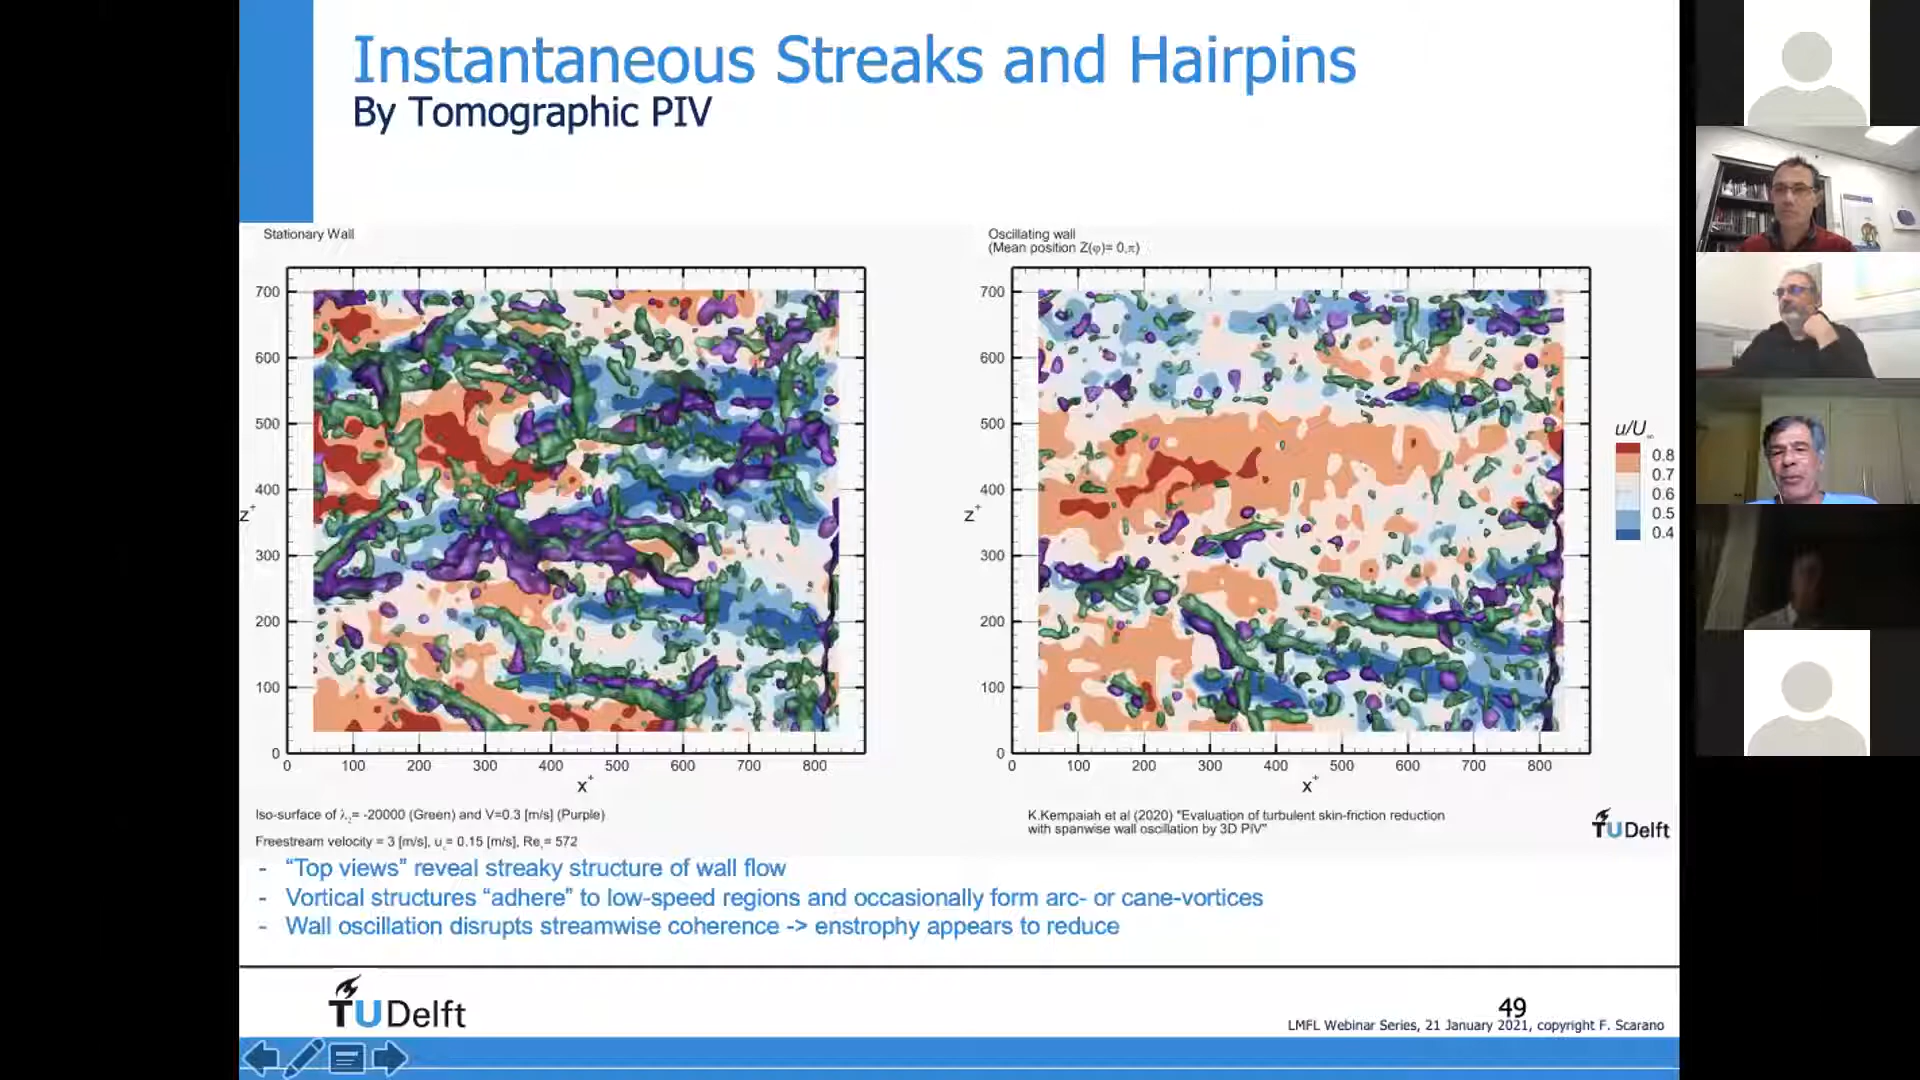 Instantaneous Streaks and Hairpins
By Tomographic PIV
Stationary Wall
Oscillating wall
(Mean position Z(φ)= 0,π)
700
600
500
400
300
200
100
0
z+
0 100 200 300 400 500 600 700 800
x+
700
600
500
400
300
200
100
0
z+
0 100 200 300 400 500 600 700 800
x+
u/U∞
0.8
0.7
0.6
0.5
0.4
Iso-surface of λ₂= -20000 (Green) and V=0.3 [m/s] (Purple)
Freestream velocity = 3 [m/s], uτ= 0.15 [m/s], Reτ= 572
K.Kempaiah et al (2020) "Evaluation of turbulent skin-friction reduction
with spanwise wall oscillation by 3D PIV"
TUDelft
- “Top views” reveal streaky structure of wall flow
- Vortical structures “adhere” to low-speed regions and occasionally form arc- or cane-vortices
- Wall oscillation disrupts streamwise coherence -> enstrophy appears to reduce
TUDelft
49
LMFL Webinar Series, 21 January 2021, copyright F. Scarano